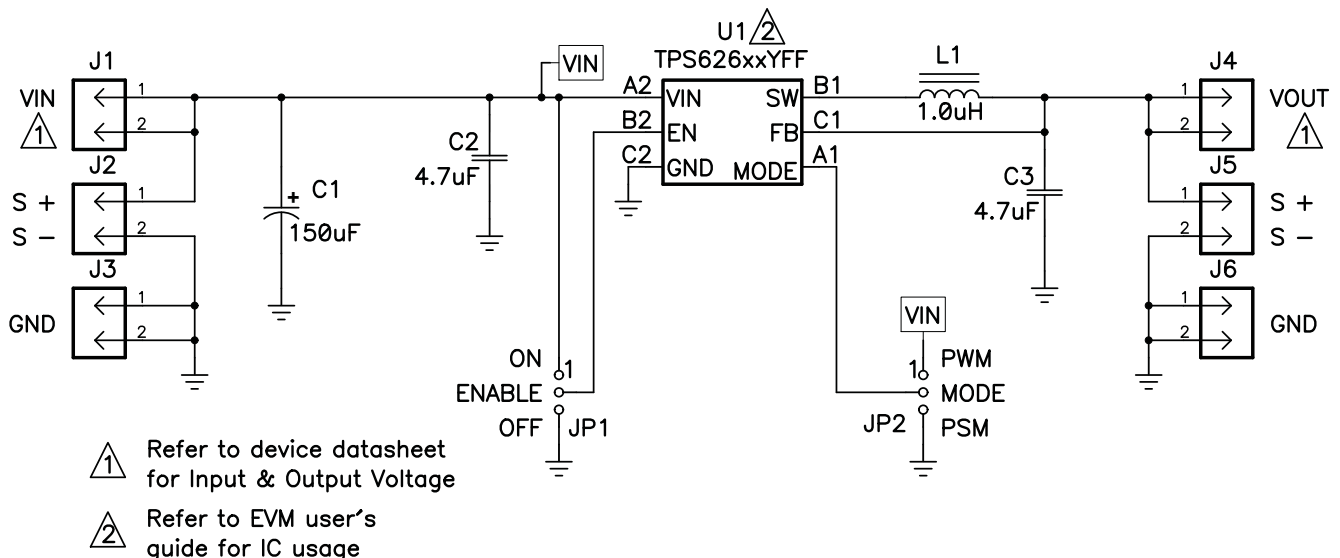 U1 2
TPS626xxYFF
J1
VIN
1
1
2
J2
S +
S -
1
2
J3
GND
1
2
C1
+
150uF
C2
4.7uF
VIN
A2
B2
C2
VIN
EN
GND
SW
FB
MODE
B1
C1
A1
L1
1.0uH
C3
4.7uF
J4
VOUT
1
1
2
J5
S +
S -
1
2
J6
GND
1
2
ON
1
ENABLE
OFF
JP1
VIN
1
PWM
MODE
JP2
PSM
1 Refer to device datasheet
for Input & Output Voltage
2 Refer to EVM user's
guide for IC usage